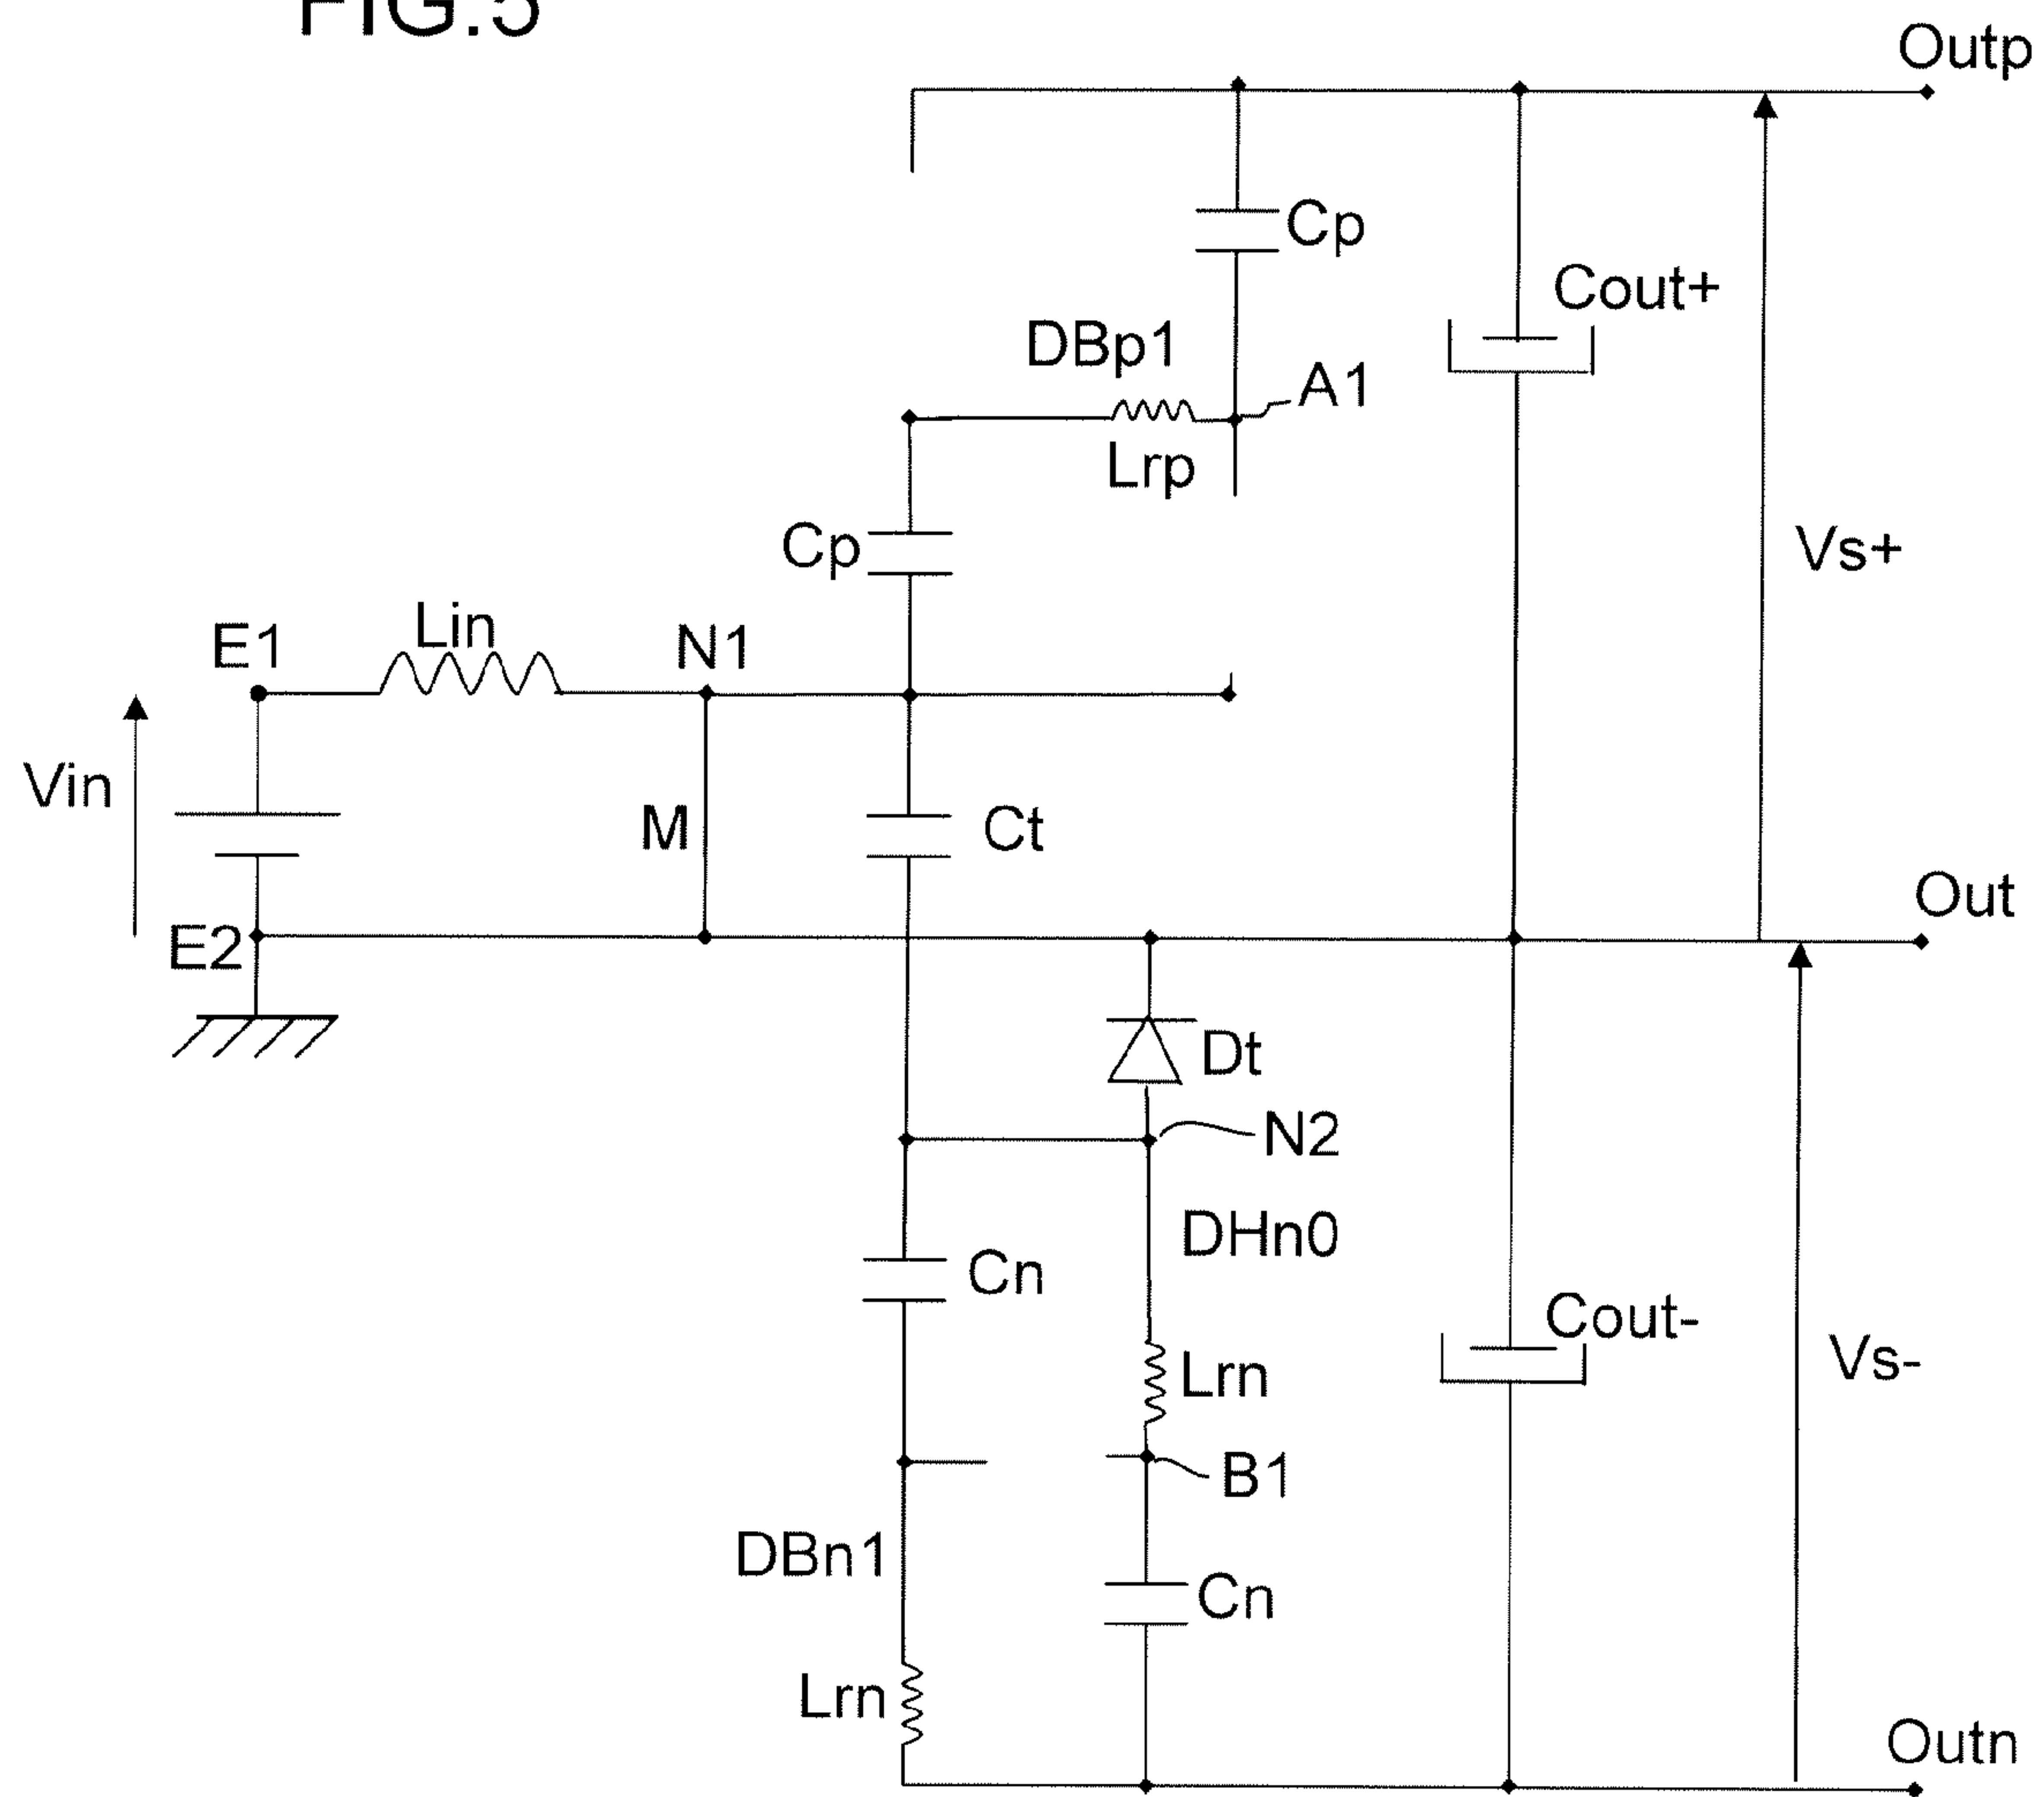 FIG.5
Outp
Cp
Cout+
DBp1
A1
Lrp
Cp
Vs+
E1
Lin
N1
Vin
M
Ct
Out
E2
Dt
N2
DHn0
Cn
Cout-
Lrn
Vs-
B1
DBn1
Cn
Lrn
Outn